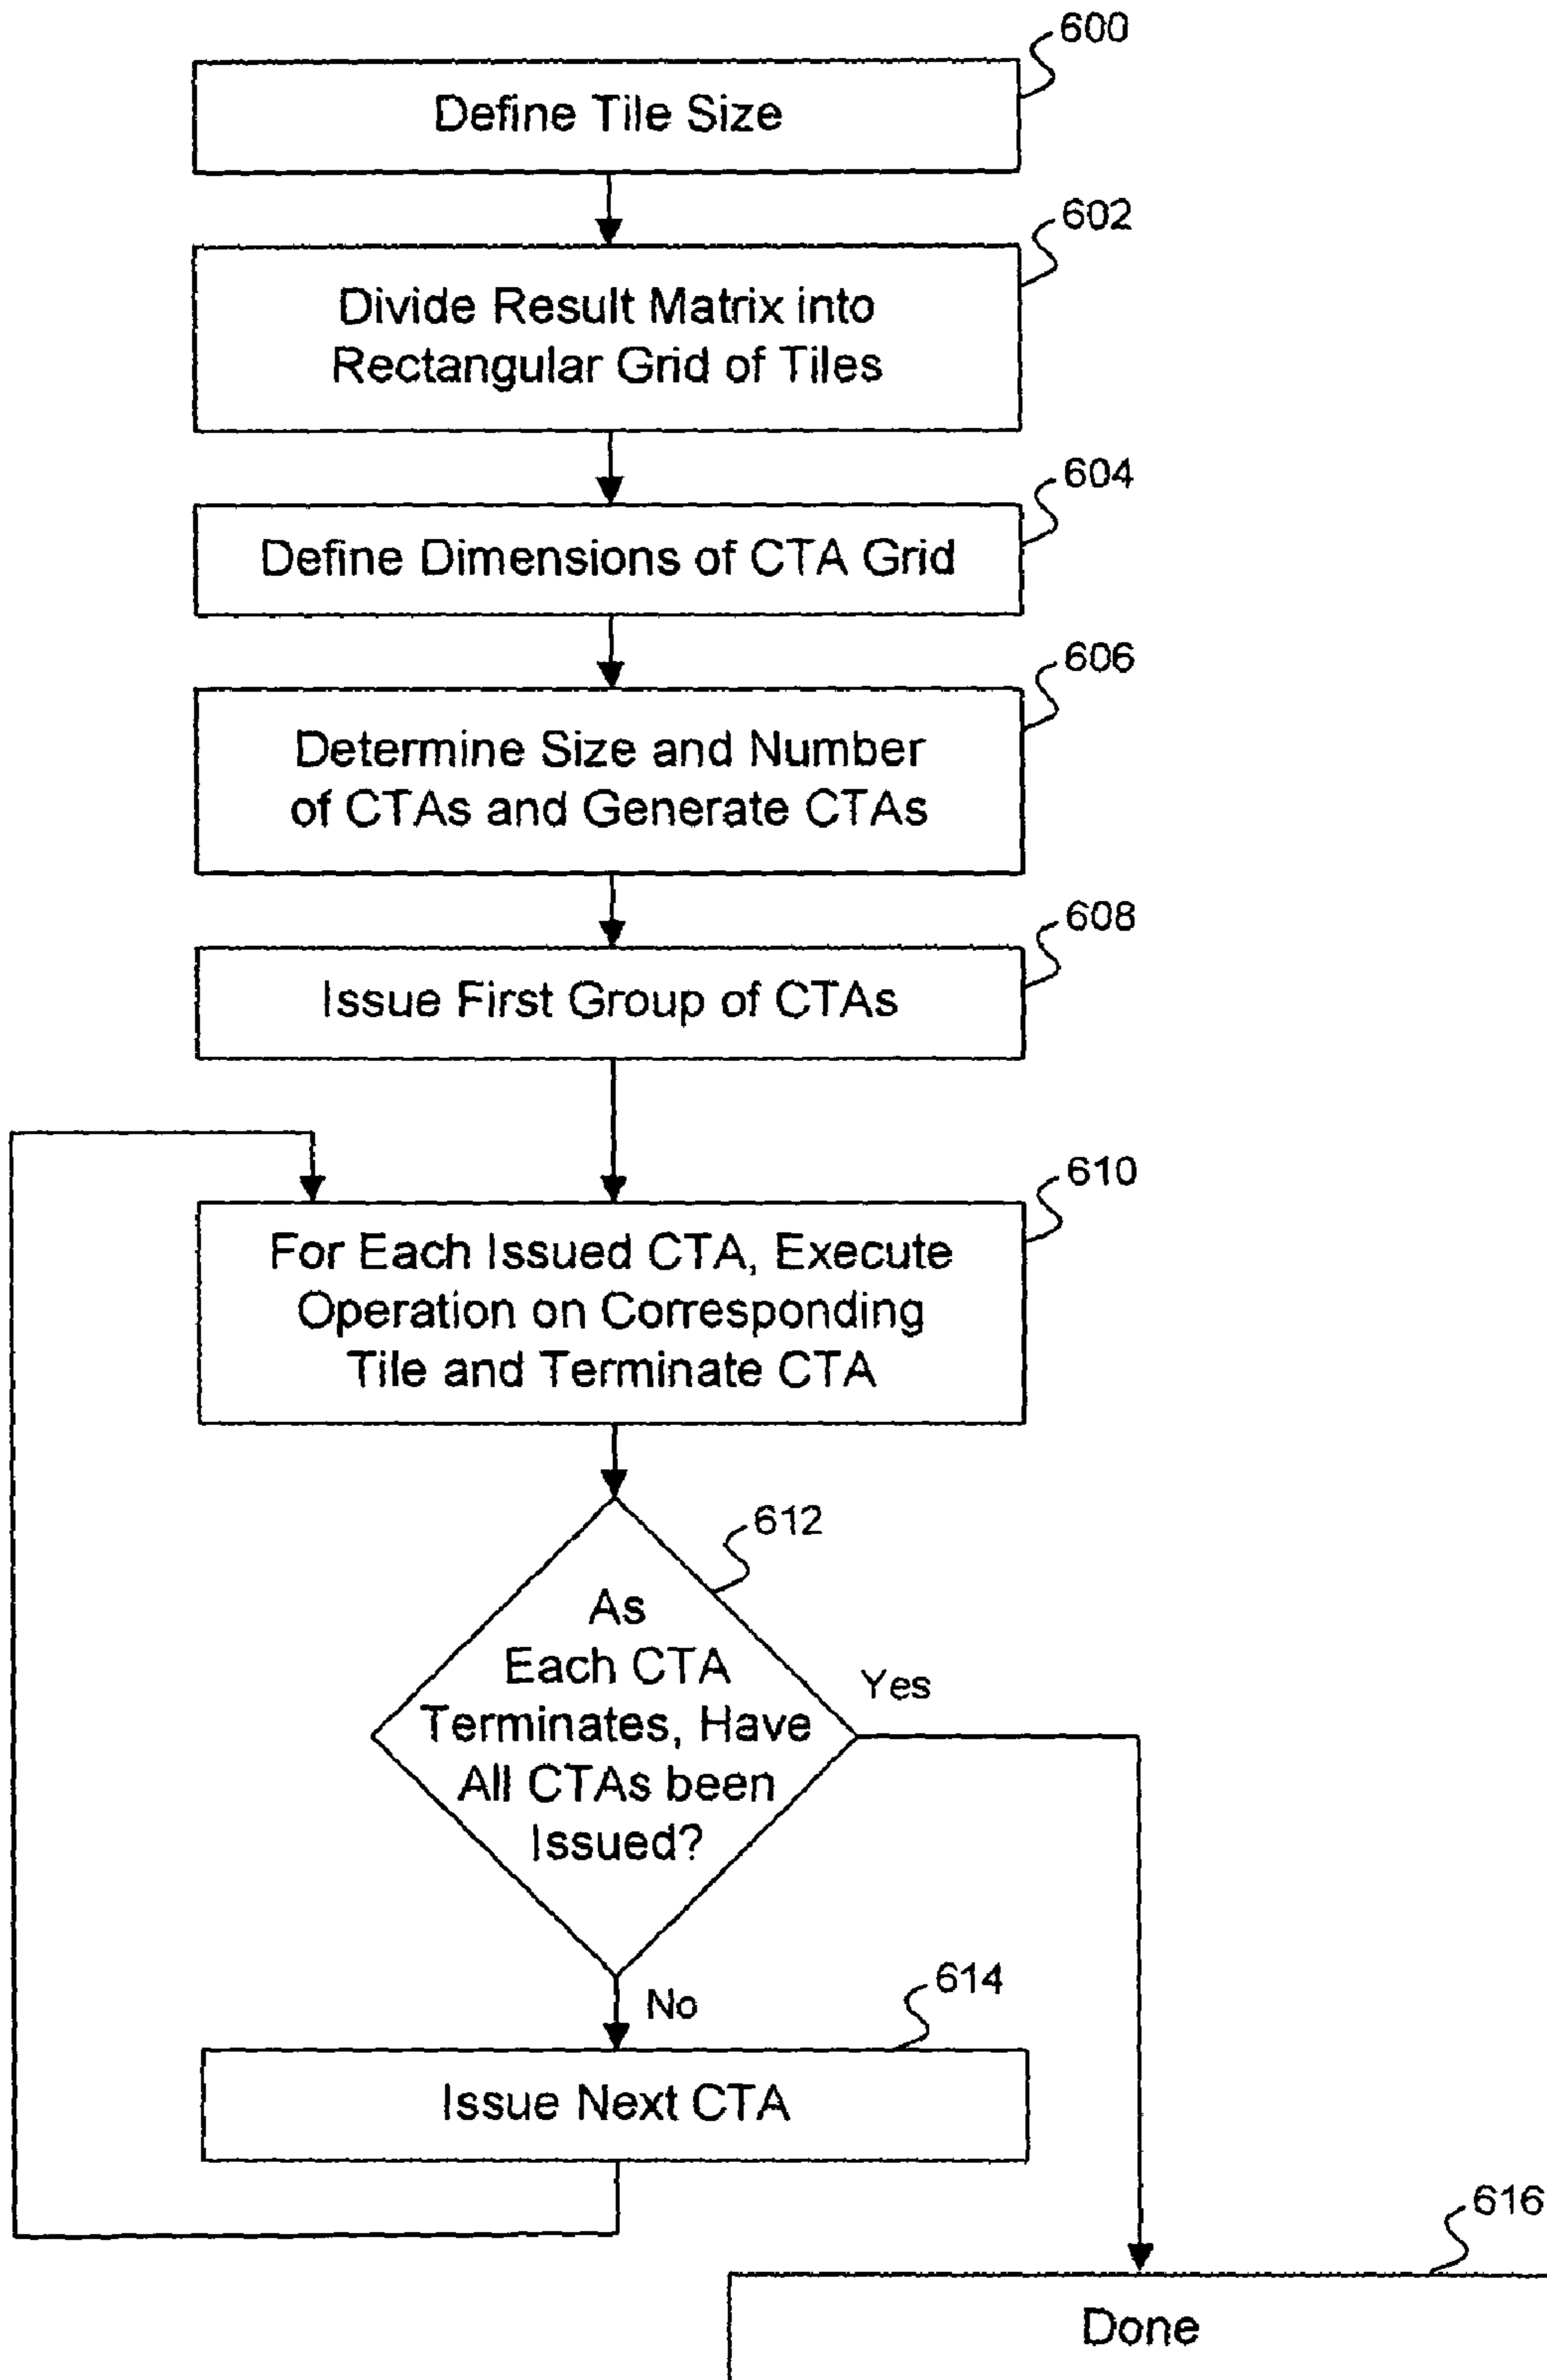 600
Define Tile Size
602
Divide Result Matrix into
Rectangular Grid of Tiles
604
Define Dimensions of CTA Grid
606
Determine Size and Number
of CTAs and Generate CTAs
608
Issue First Group of CTAs
610
For Each Issued CTA, Execute
Operation on Corresponding
Tile and Terminate CTA
612
As
Each CTA
Terminates, Have
All CTAs been
Issued?
Yes
No
614
Issue Next CTA
616
Done